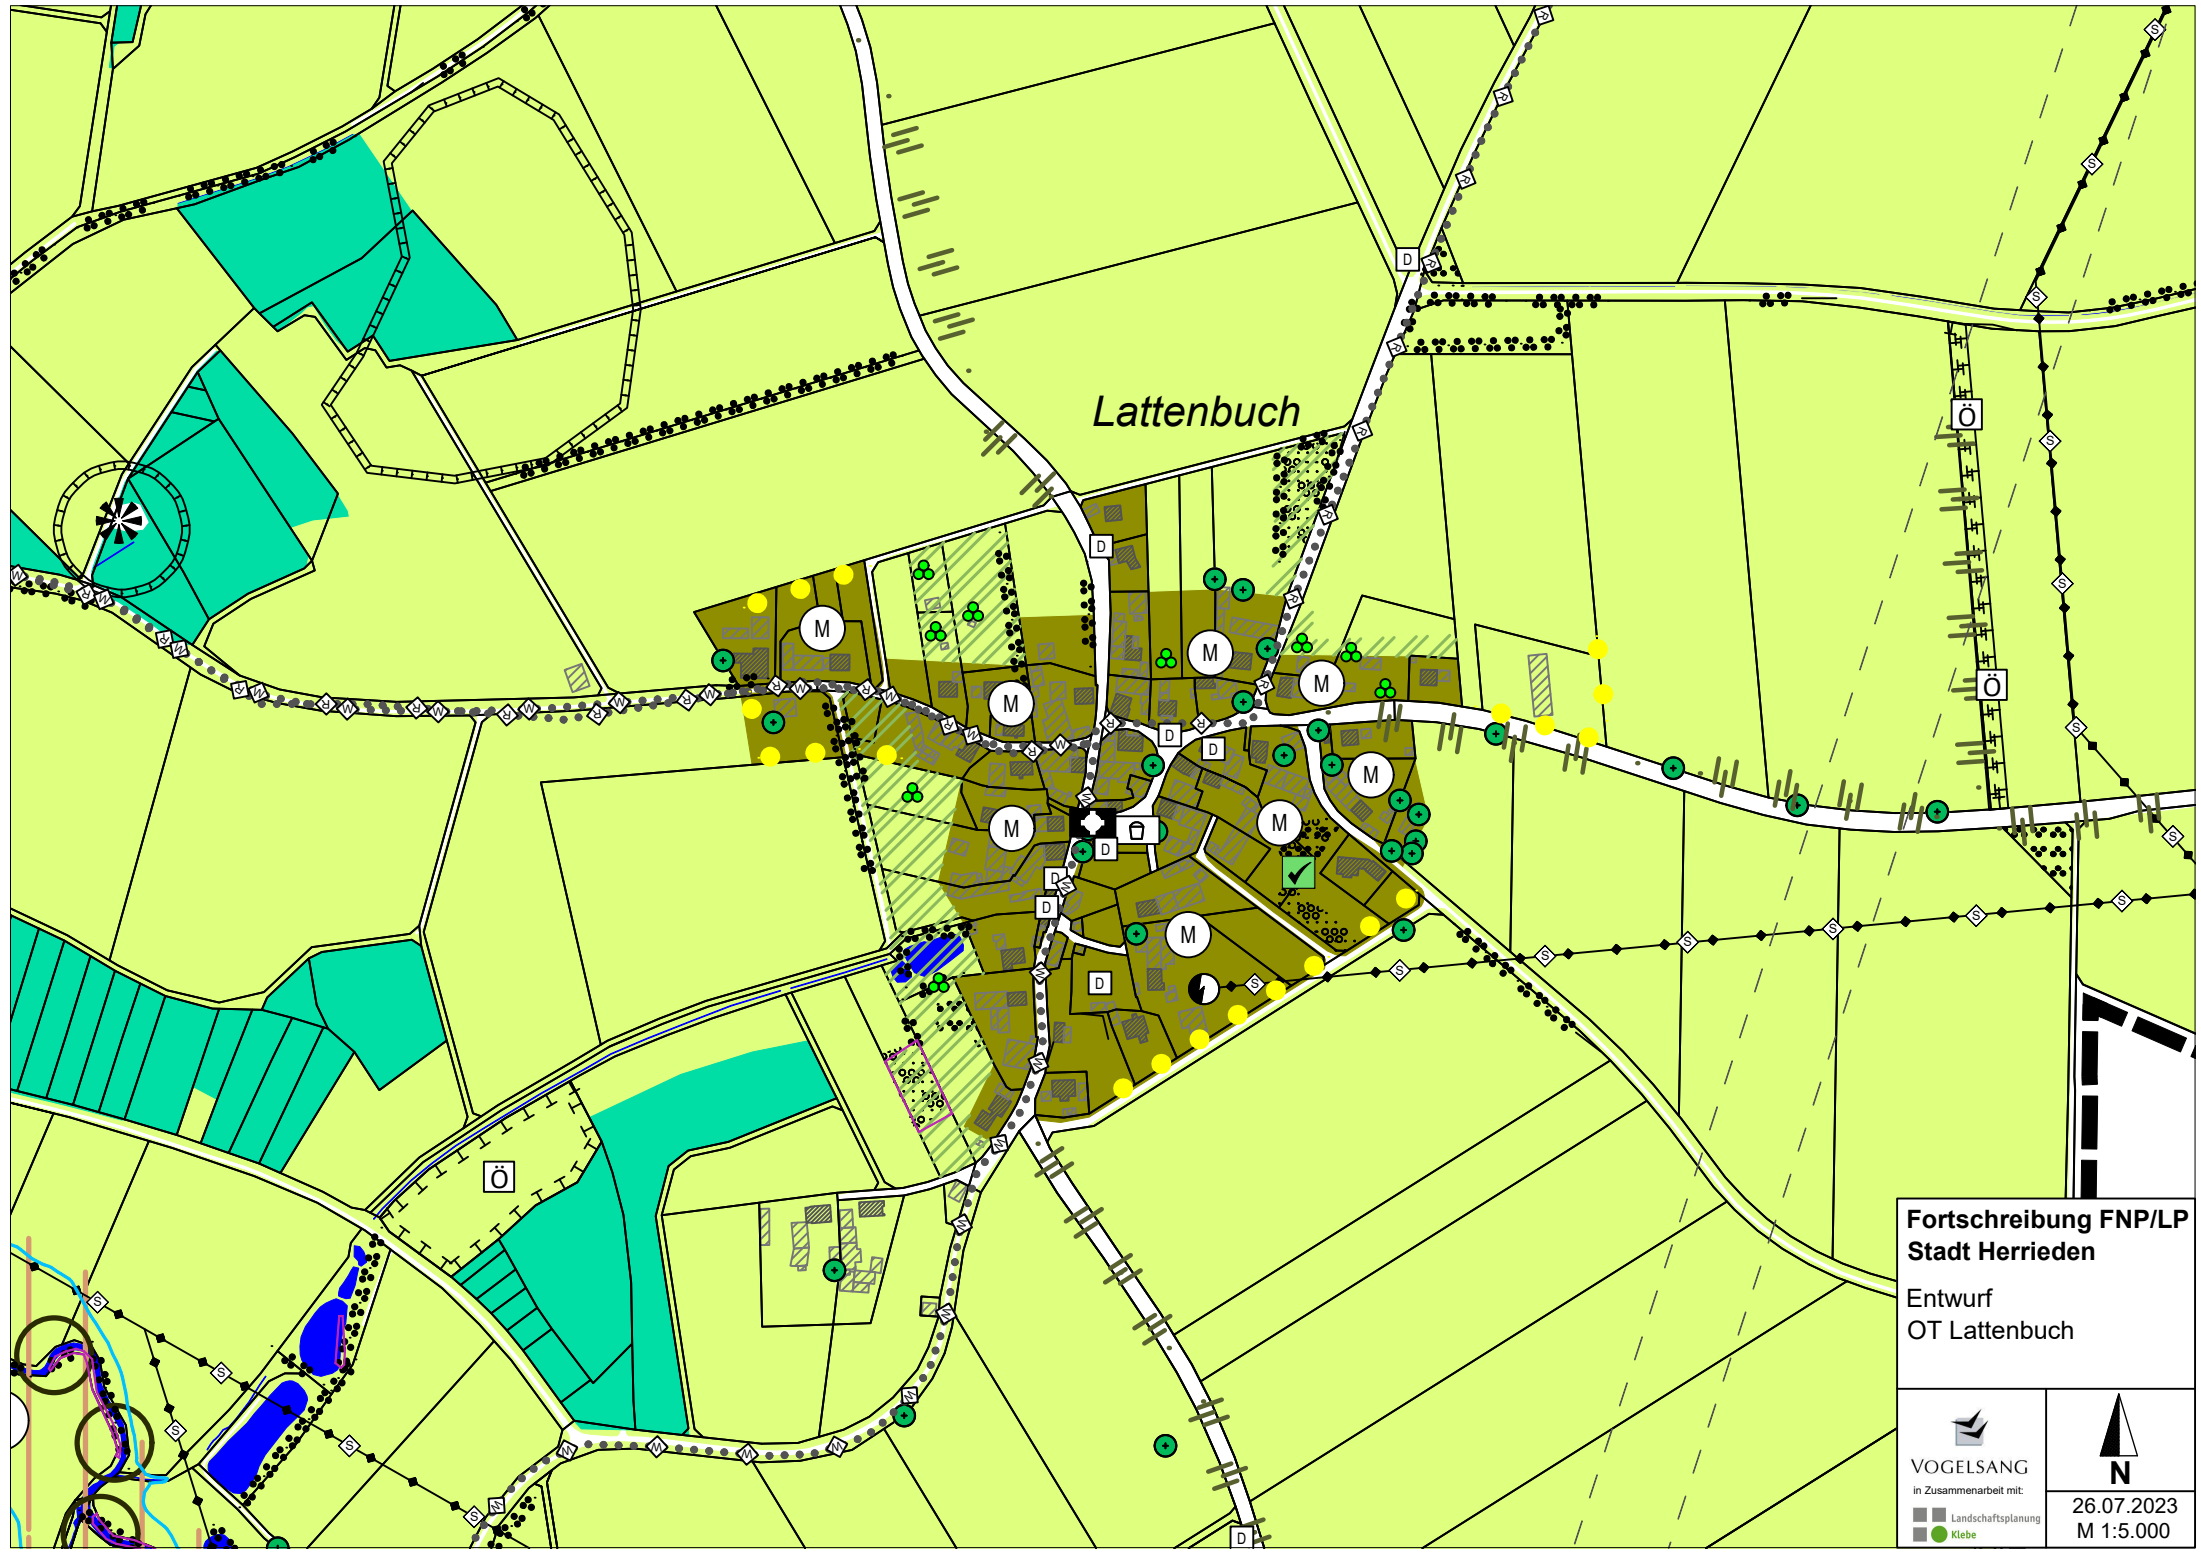 Lattenbuch
Fortschreibung FNP/LP
Stadt Herrieden
Entwurf
OT Lattenbuch
VOGELSANG
in Zusammenarbeit mit:
Landschaftsplanung
Klebe
N
26.07.2023
M 1:5.000
D
D
D
D
D
D
D
D
D
M
M
M
M
M
M
M
M
Ö
Ö
Ö
R
W
S